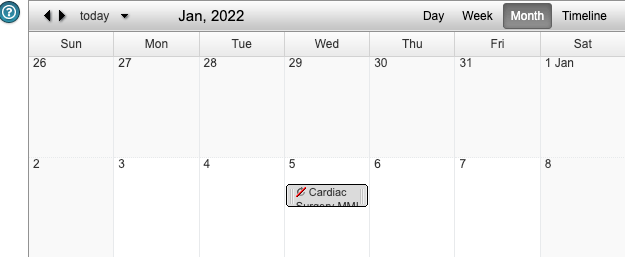 ?
today
Jan, 2022
Day
Week
Month
Timeline
Sun
Mon
Tue
Wed
Thu
Fri
Sat
26
27
28
29
30
31
1 Jan
2
3
4
5
6
7
8
Cardiac
Surgery MMI